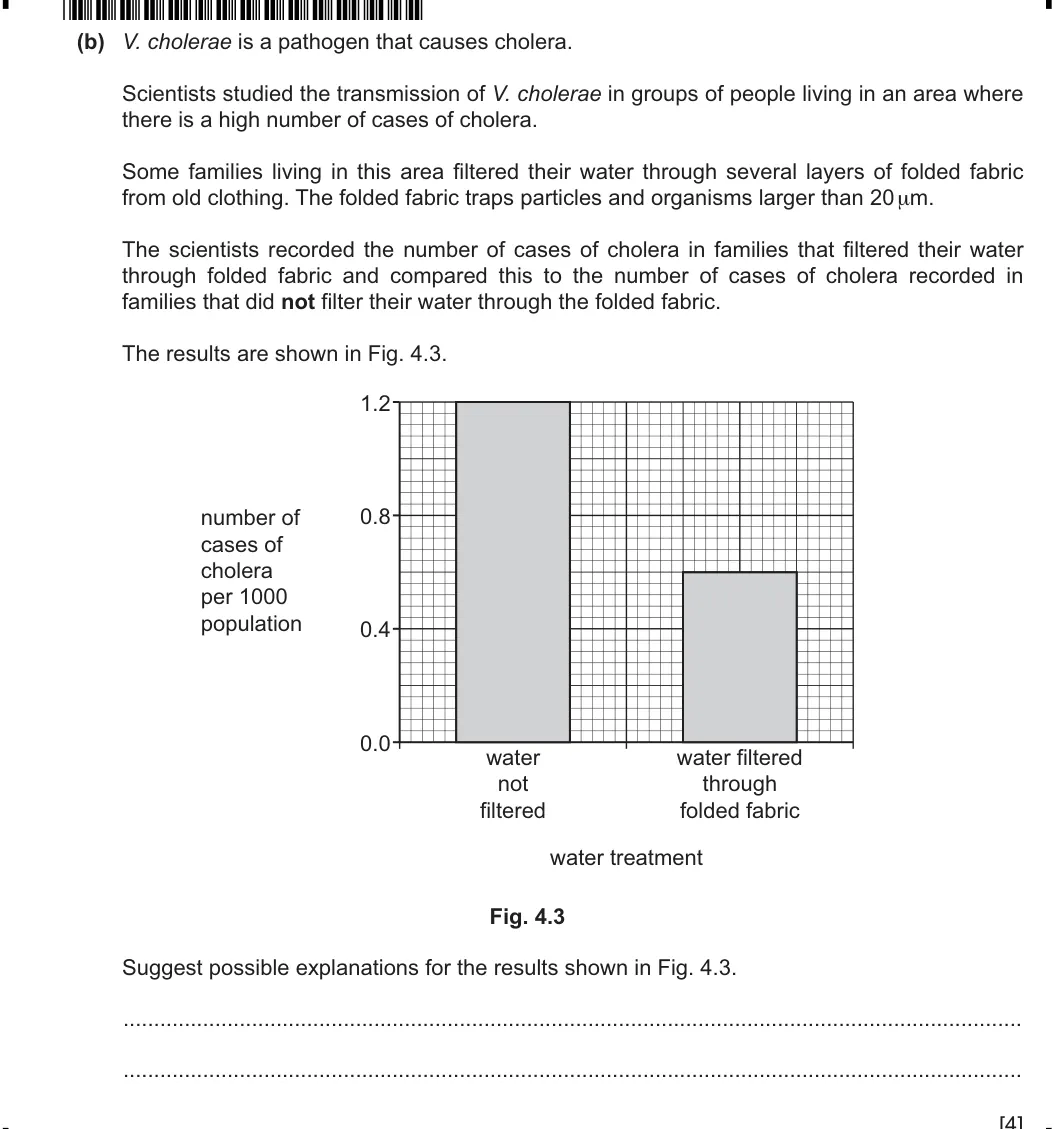 (b) V. cholerae is a pathogen that causes cholera.
Scientists studied the transmission of V. cholerae in groups of people living in an area where
there is a high number of cases of cholera.
Some families living in this area filtered their water through several layers of folded fabric
from old clothing. The folded fabric traps particles and organisms larger than 20 μm.
The scientists recorded the number of cases of cholera in families that filtered their water
through folded fabric and compared this to the number of cases of cholera recorded in
families that did not filter their water through the folded fabric.
The results are shown in Fig. 4.3.
1.2
0.8
0.4
0.0
number of
cases of
cholera
per 1000
population
water
not
filtered
water filtered
through
folded fabric
water treatment
Fig. 4.3
Suggest possible explanations for the results shown in Fig. 4.3.
[4]